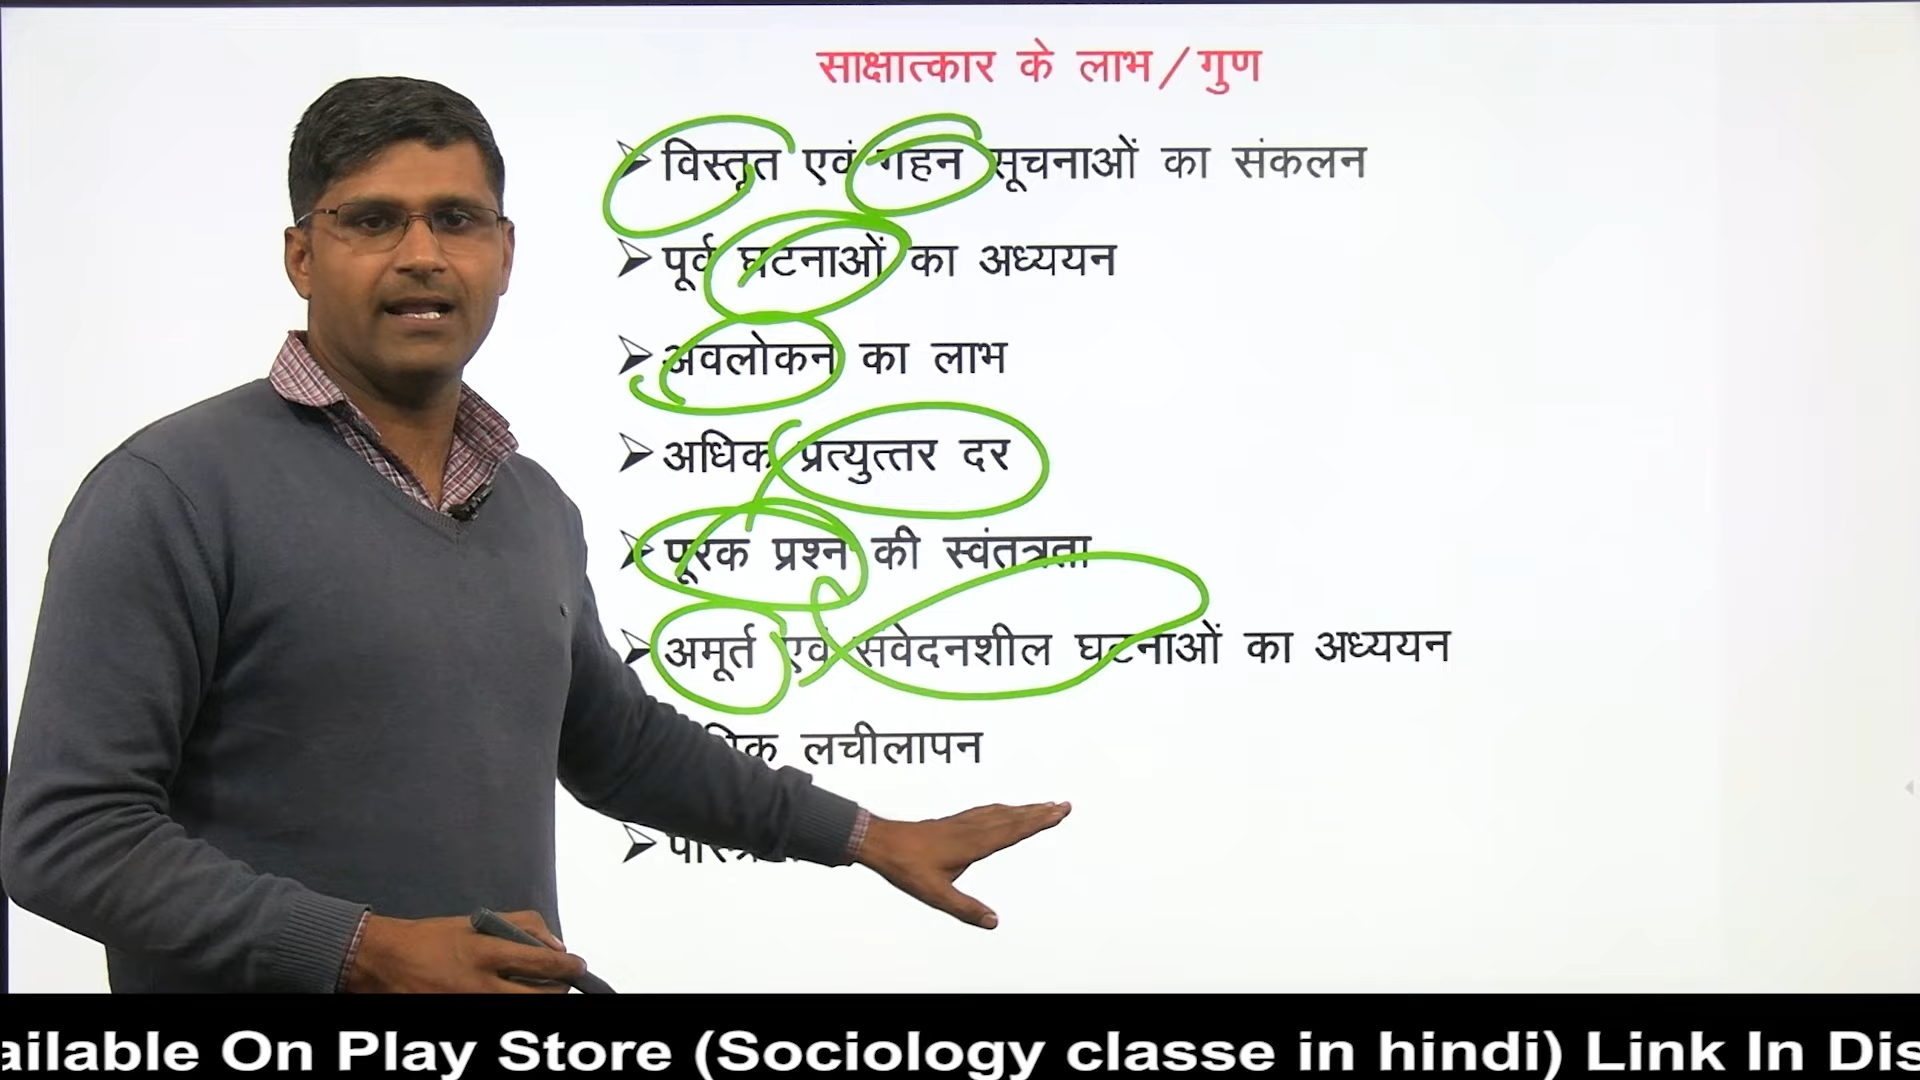 साक्षात्कार के लाभ/गुण
विस्तृत एवं गहन सूचनाओं का संकलन
पूर्व घटनाओं का अध्ययन
अवलोकन का लाभ
अधिक प्रत्युत्तर दर
पूरक प्रश्न की स्वंतत्रता
अमूर्त एवं सवेदनशील घटनाओं का अध्ययन
लचीलापन
ailable On Play Store (Sociology classe in hindi) Link In Dis